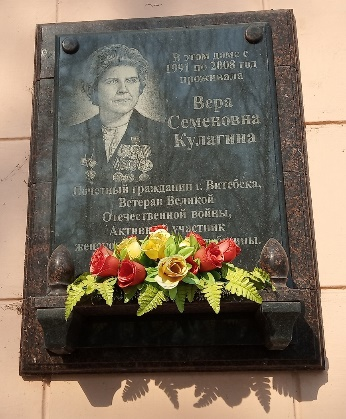 В этом доме с
1991 по 2008 год
проживала
Вера
Семеновна
Кулагина
Почетный гражданин г. Витебска,
Ветеран Великой
Отечественной войны,
Активный участник